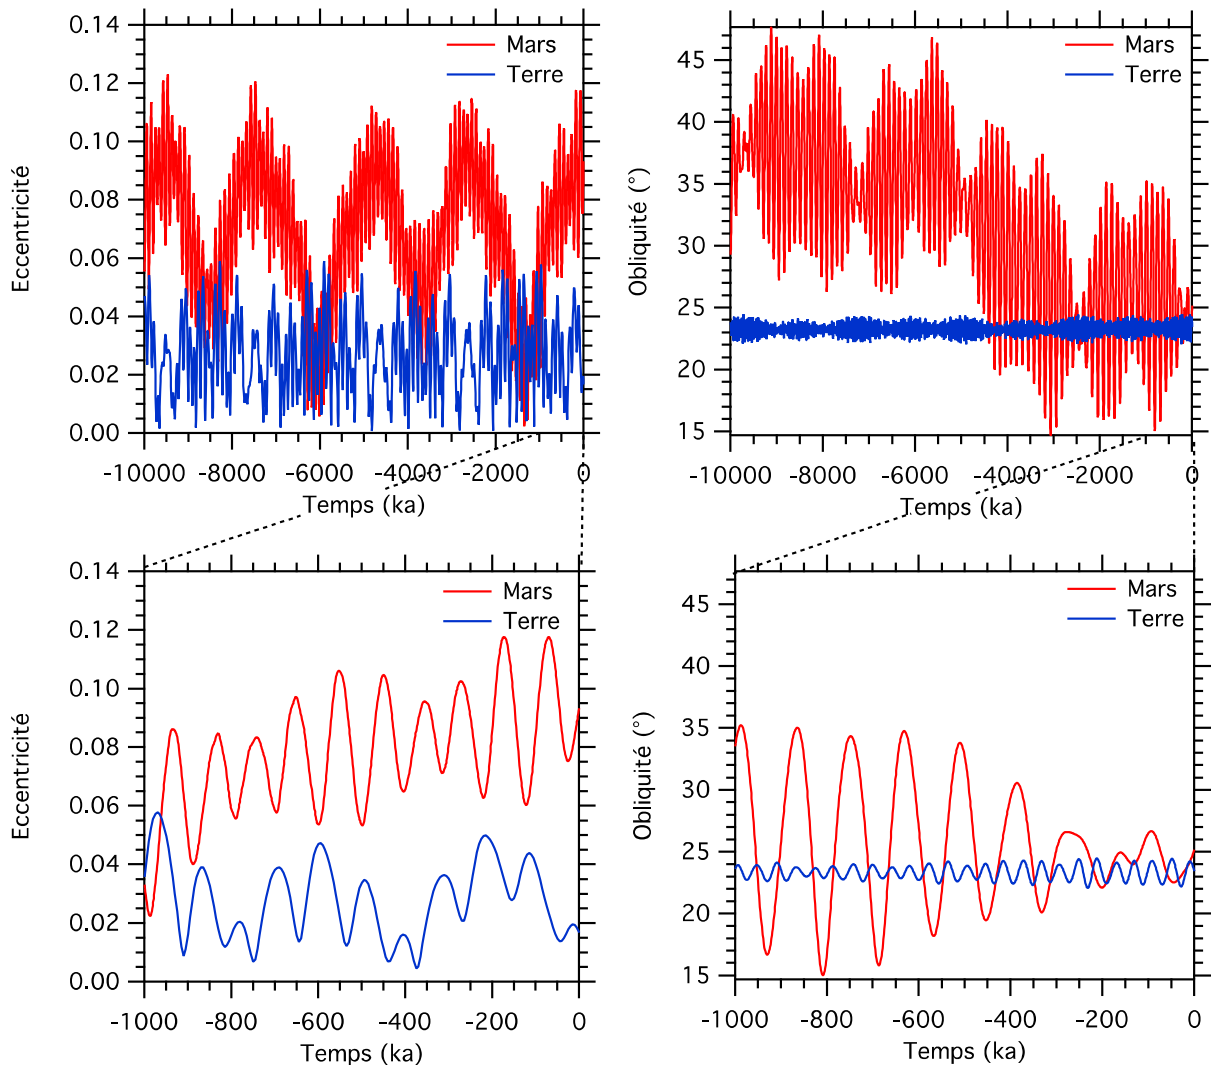 0.14
0.12
0.10
0.08
0.06
0.04
0.02
0.00
Eccentricité
Mars
Terre
-10000 -8000 -6000 -4000 -2000 0
Temps (ka)
45
40
35
30
25
20
15
Obliquité (°)
Mars
Terre
-10000 -8000 -6000 -4000 -2000 0
Temps (ka)
0.14
0.12
0.10
0.08
0.06
0.04
0.02
0.00
Eccentricité
Mars
Terre
-1000 -800 -600 -400 -200 0
Temps (ka)
45
40
35
30
25
20
15
Obliquité (°)
Mars
Terre
-1000 -800 -600 -400 -200 0
Temps (ka)